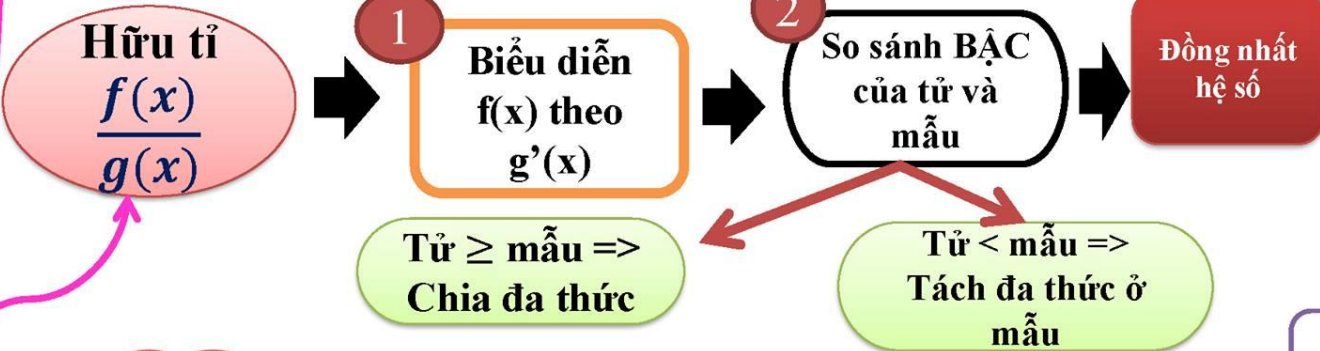 Hữu tỉ
f(x)
g(x)
1
Biểu diễn
f(x) theo
g’(x)
2
So sánh BẬC
của tử và
mẫu
Đồng nhất
hệ số
Tử ≥ mẫu =>
Chia đa thức
Tử < mẫu =>
Tách đa thức ở
mẫu